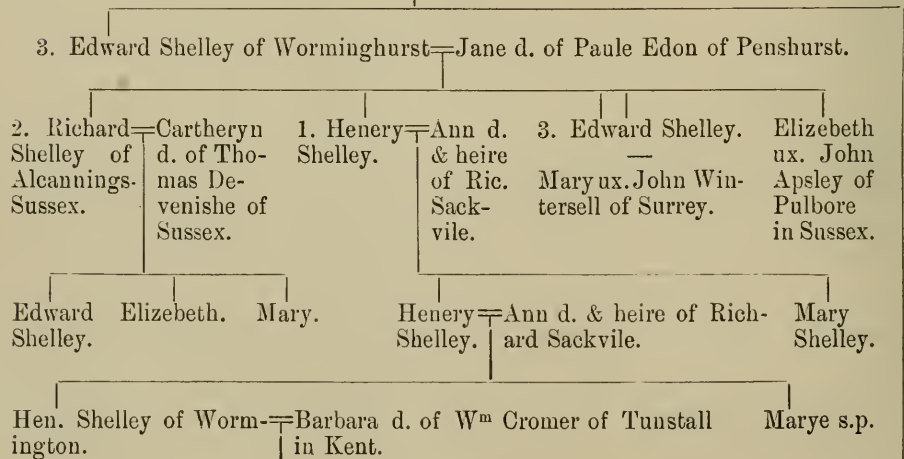 3. Edward Shelley of Worminghurst=Jane d. of Paule Edon of Penshurst.
2. Richard=Cartheryn
Shelley of d. of Tho-
Alcannings- mas De-
Sussex. venishe of
Sussex.
1. Henery=Ann d.
Shelley. & heire
of Ric.
Sack-
vile.
3. Edward Shelley.
—
Mary ux. John Win-
tersell of Surrey.
Elizebeth
ux. John
Apsley of
Pulbore
in Sussex.
Edward
Shelley.
Elizebeth.
Mary.
Henery=Ann d. & heire of Rich-
Shelley. ard Sackvile.
Mary
Shelley.
Hen. Shelley of Worm-=Barbara d. of Wᵐ Cromer of Tunstall
ington. in Kent.
Marye s.p.